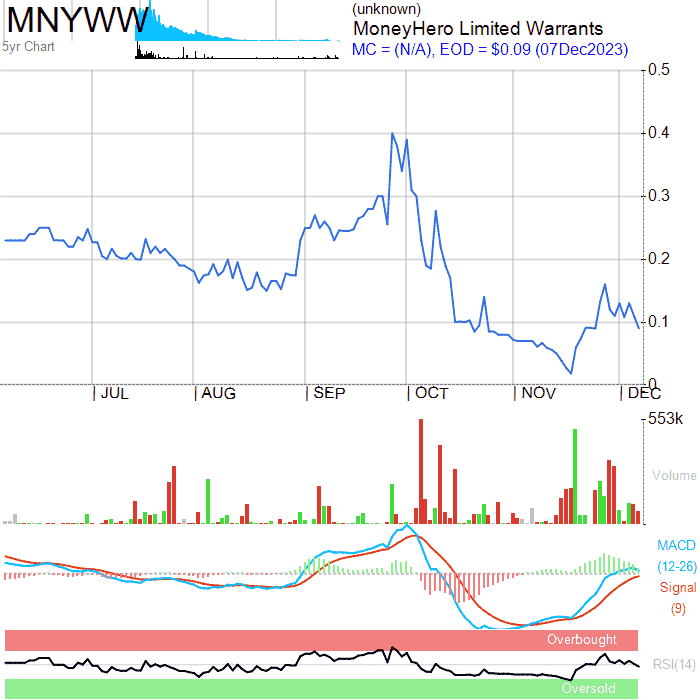 MNYWW
5yr Chart
(unknown)
MoneyHero Limited Warrants
MC = (N/A), EOD = $0.09 (07Dec2023)
0.5
0.4
0.3
0.2
0.1
0
JUL AUG SEP OCT NOV DEC
553k
Volume
MACD
(12-26)
Signal
(9)
Overbought
RSI(14)
Oversold